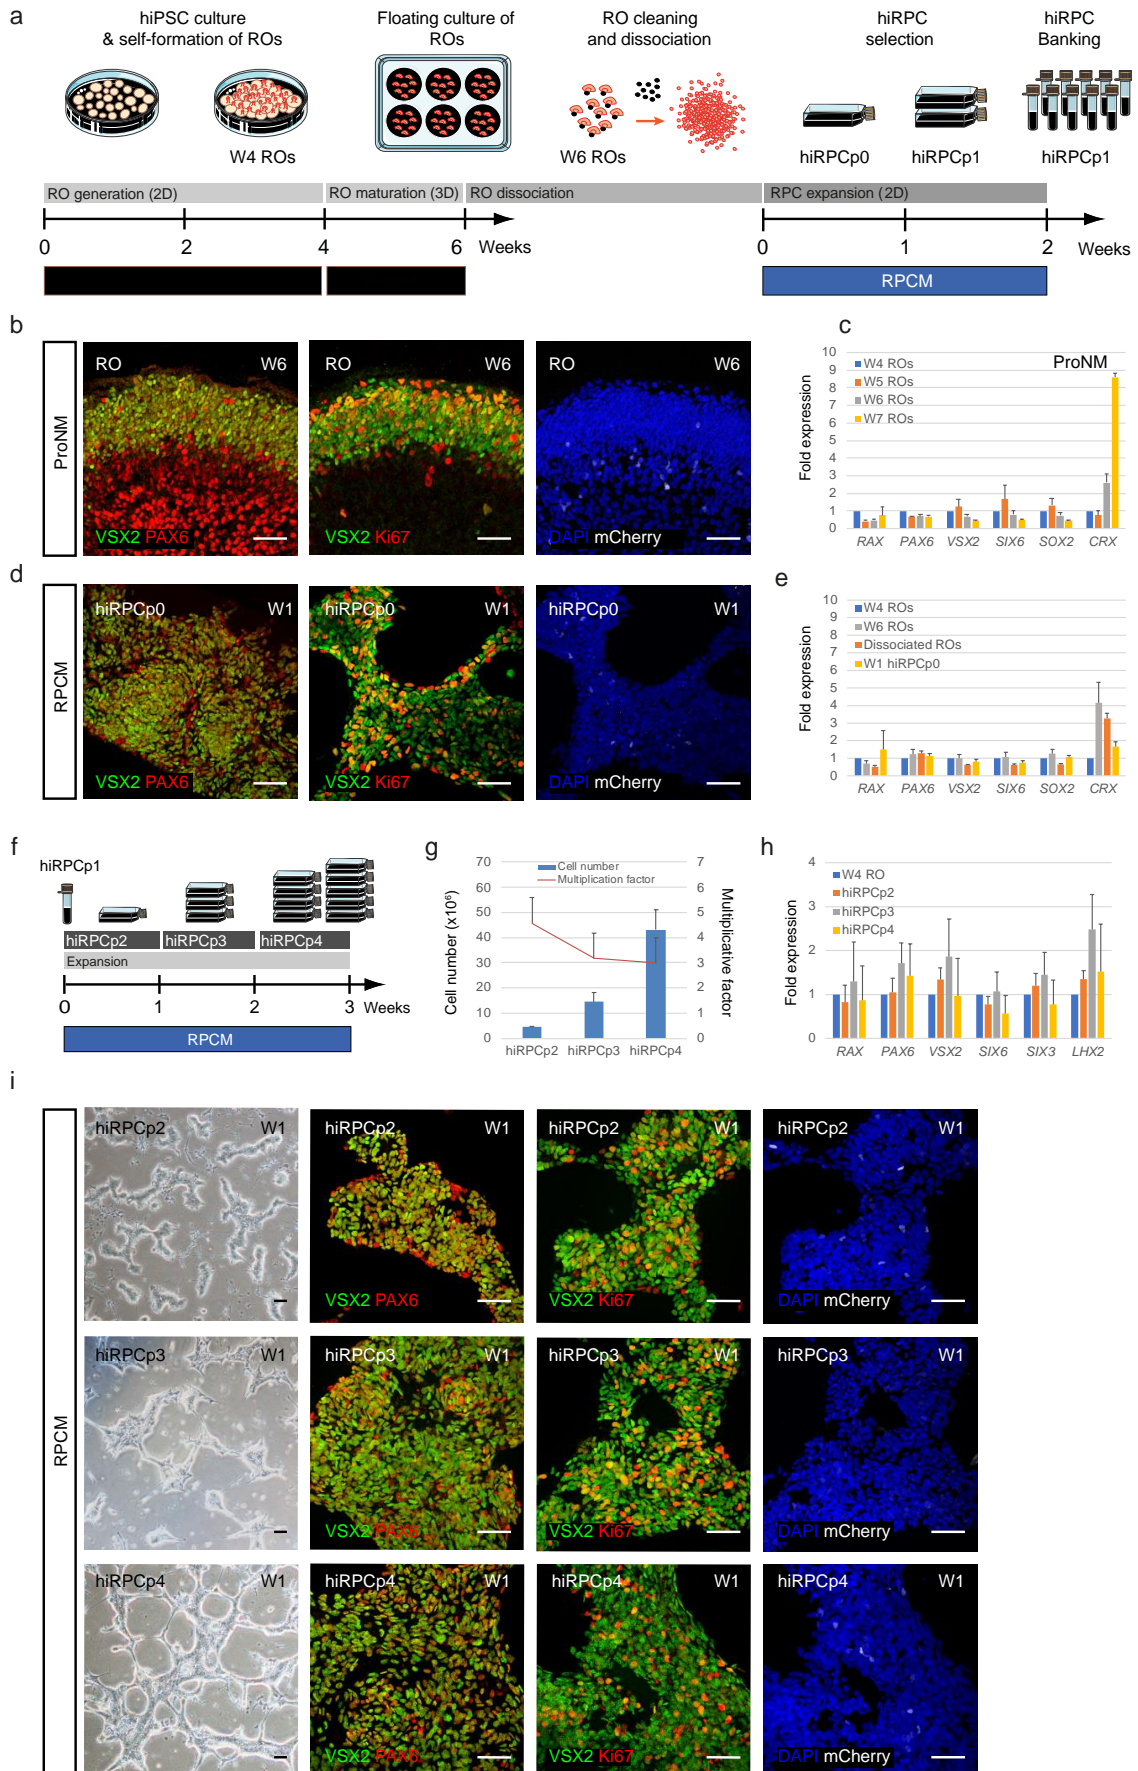 a
hiPSC culture
& self-formation of ROs
Floating culture of
ROs
RO cleaning
and dissociation
hiRPC
selection
hiRPC
Banking
W4 ROs
W6 ROs
hiRPCp0
hiRPCp1
hiRPCp1
RO generation (2D)
RO maturation (3D)
RO dissociation
RPC expansion (2D)
0
2
4
6
Weeks
0
1
2
Weeks
RPCM
b
ProNM
RO W6
VSX2 PAX6
RO W6
VSX2 Ki67
RO W6
DAPI mCherry
c
ProNM
W4 ROs
W5 ROs
W6 ROs
W7 ROs
Fold expression
10
9
8
7
6
5
4
3
2
1
0
RAX PAX6 VSX2 SIX6 SOX2 CRX
d
RPCM
hiRPCp0 W1
VSX2 PAX6
hiRPCp0 W1
VSX2 Ki67
hiRPCp0 W1
DAPI mCherry
e
W4 ROs
W6 ROs
Dissociated ROs
W1 hiRPCp0
Fold expression
10
9
8
7
6
5
4
3
2
1
0
RAX PAX6 VSX2 SIX6 SOX2 CRX
f
hiRPCp1
hiRPCp2
hiRPCp3
hiRPCp4
Expansion
0
1
2
3
Weeks
RPCM
g
Cell number
Multiplication factor
Cell number (x10⁶)
70
60
50
40
30
20
10
0
7
6
5
4
3
2
1
0
Multiplicative factor
hiRPCp2 hiRPCp3 hiRPCp4
h
W4 RO
hiRPCp2
hiRPCp3
hiRPCp4
Fold expression
4
3
2
1
0
RAX PAX6 VSX2 SIX6 SIX3 LHX2
i
RPCM
hiRPCp2 W1
hiRPCp2 W1
VSX2 PAX6
hiRPCp2 W1
VSX2 Ki67
hiRPCp2 W1
DAPI mCherry
hiRPCp3 W1
hiRPCp3 W1
VSX2 PAX6
hiRPCp3 W1
VSX2 Ki67
hiRPCp3 W1
DAPI mCherry
hiRPCp4 W1
hiRPCp4 W1
VSX2 PAX6
hiRPCp4 W1
VSX2 Ki67
hiRPCp4 W1
DAPI mCherry